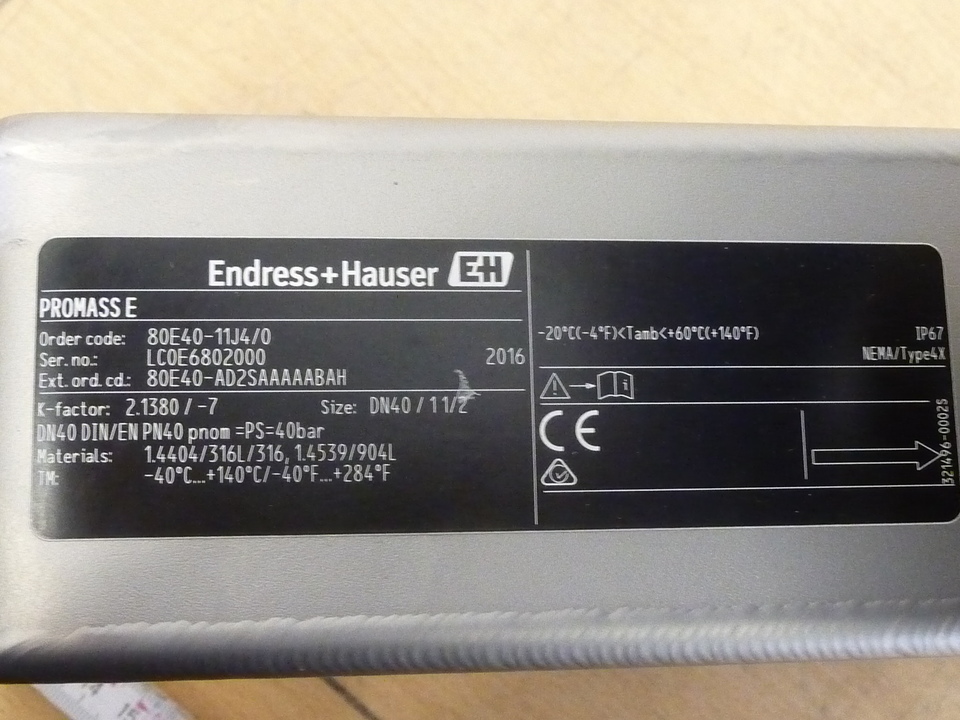 Endress+Hauser EH
PROMASS E
Order code: 80E40-11J4/0
Ser. no.: LC0E6802000 2016
Ext. ord. cd.: 80E40-AD2SAAAAABAH
K-factor: 2.1380 / -7 Size: DN40 / 1 1/2
DN40 DIN/EN PN40 pnom =PS=40bar
Materials: 1.4404/316L/316, 1.4539/904L
TM: -40°C...+140°C/-40°F...+284°F
-20°C(-4°F)<Tamb<+60°C(+140°F) IP67
NEMA/Type4X
i
CE
321496-00025